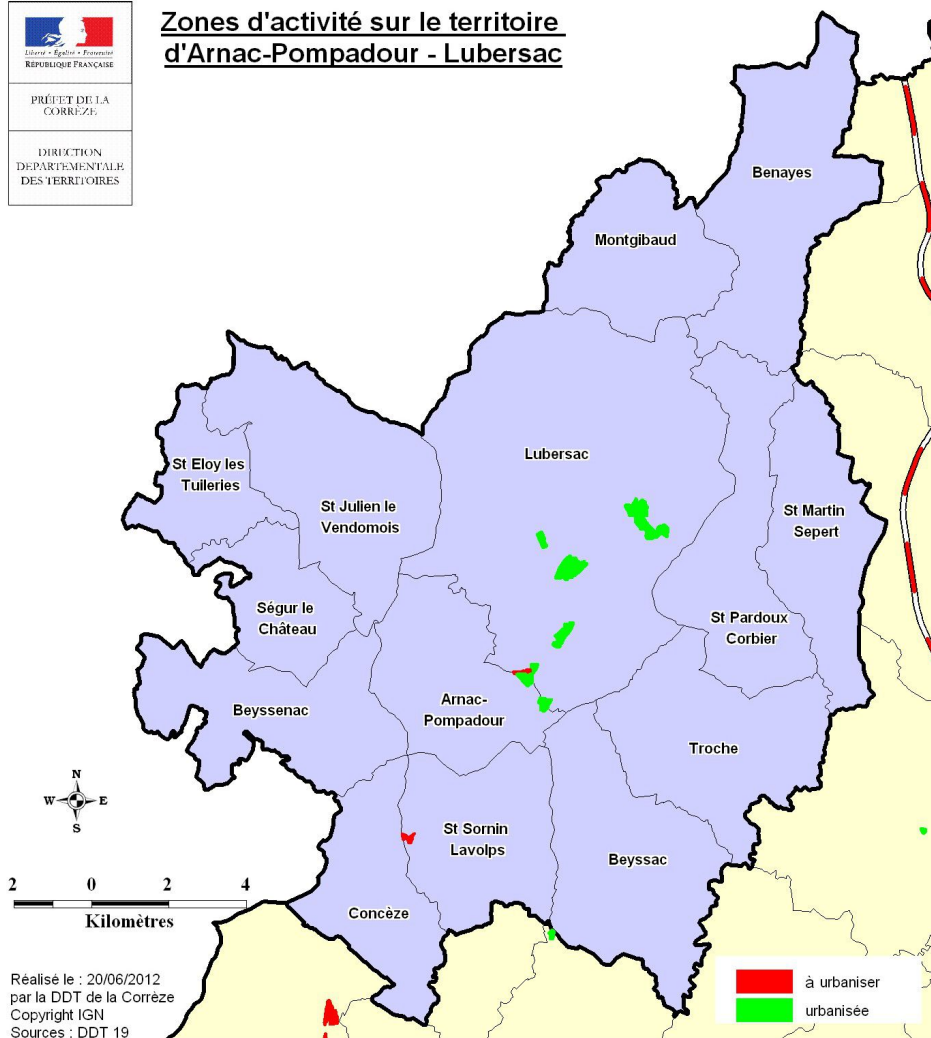 Zones d'activité sur le territoire
d'Arnac-Pompadour - Lubersac
Liberté • Égalité • Fraternité
RÉPUBLIQUE FRANÇAISE
PRÉFET DE LA
CORRÈZE
DIRECTION
DEPARTEMENTALE
DES TERRITOIRES
Benayes
Montgibaud
Lubersac
St Eloy les
Tuileries
St Julien le
Vendomois
St Martin
Sepert
Ségur le
Château
St Pardoux
Corbier
Beyssenac
Arnac-
Pompadour
Troche
N
W E
S
St Sornin
Lavolps
Beyssac
2 0 2 4
Kilomètres
Concèze
Réalisé le : 20/06/2012
par la DDT de la Corrèze
Copyright IGN
Sources : DDT 19
à urbaniser
urbanisée